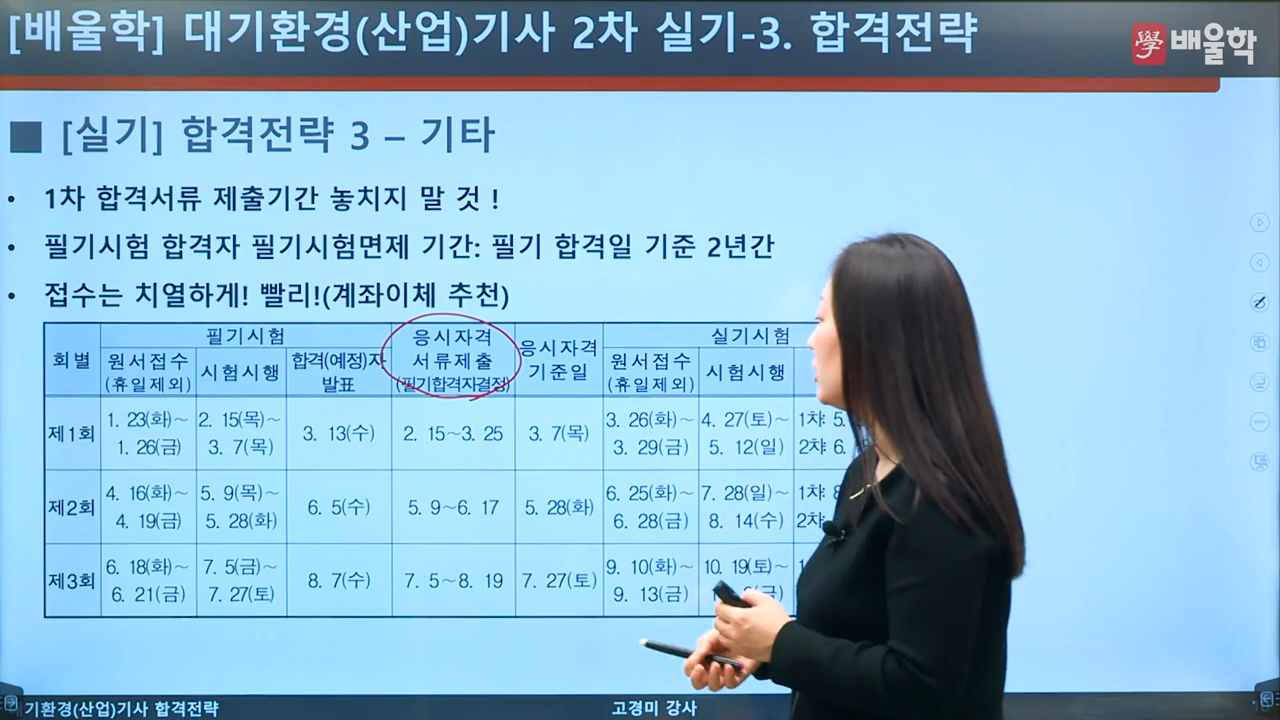 [배울학] 대기환경(산업)기사 2차 실기-3. 합격전략
學 배울학
■ [실기] 합격전략 3 – 기타
• 1차 합격서류 제출기간 놓치지 말 것 !
• 필기시험 합격자 필기시험면제 기간: 필기 합격일 기준 2년간
• 접수는 치열하게! 빨리!(계좌이체 추천)
회별 필기시험 응시자격 서류제출 (필기합격자결정) 응시자격 기준일 실기시험
원서접수 (휴일제외) 시험시행 합격(예정)자 발표 원서접수 (휴일제외) 시험시행
제1회 1. 23(화)~ 1. 26(금) 2. 15(목)~ 3. 7(목) 3. 13(수) 2. 15~3. 25 3. 7(목) 3. 26(화)~ 3. 29(금) 4. 27(토)~ 5. 12(일) 1차: 5. 2차: 6.
제2회 4. 16(화)~ 4. 19(금) 5. 9(목)~ 5. 28(화) 6. 5(수) 5. 9~6. 17 5. 28(화) 6. 25(화)~ 6. 28(금) 7. 28(일)~ 8. 14(수) 1차: 2차:
제3회 6. 18(화)~ 6. 21(금) 7. 5(금)~ 7. 27(토) 8. 7(수) 7. 5~8. 19 7. 27(토) 9. 10(화)~ 9. 13(금) 10. 19(토)~
기환경(산업)기사 합격전략
고경미 강사